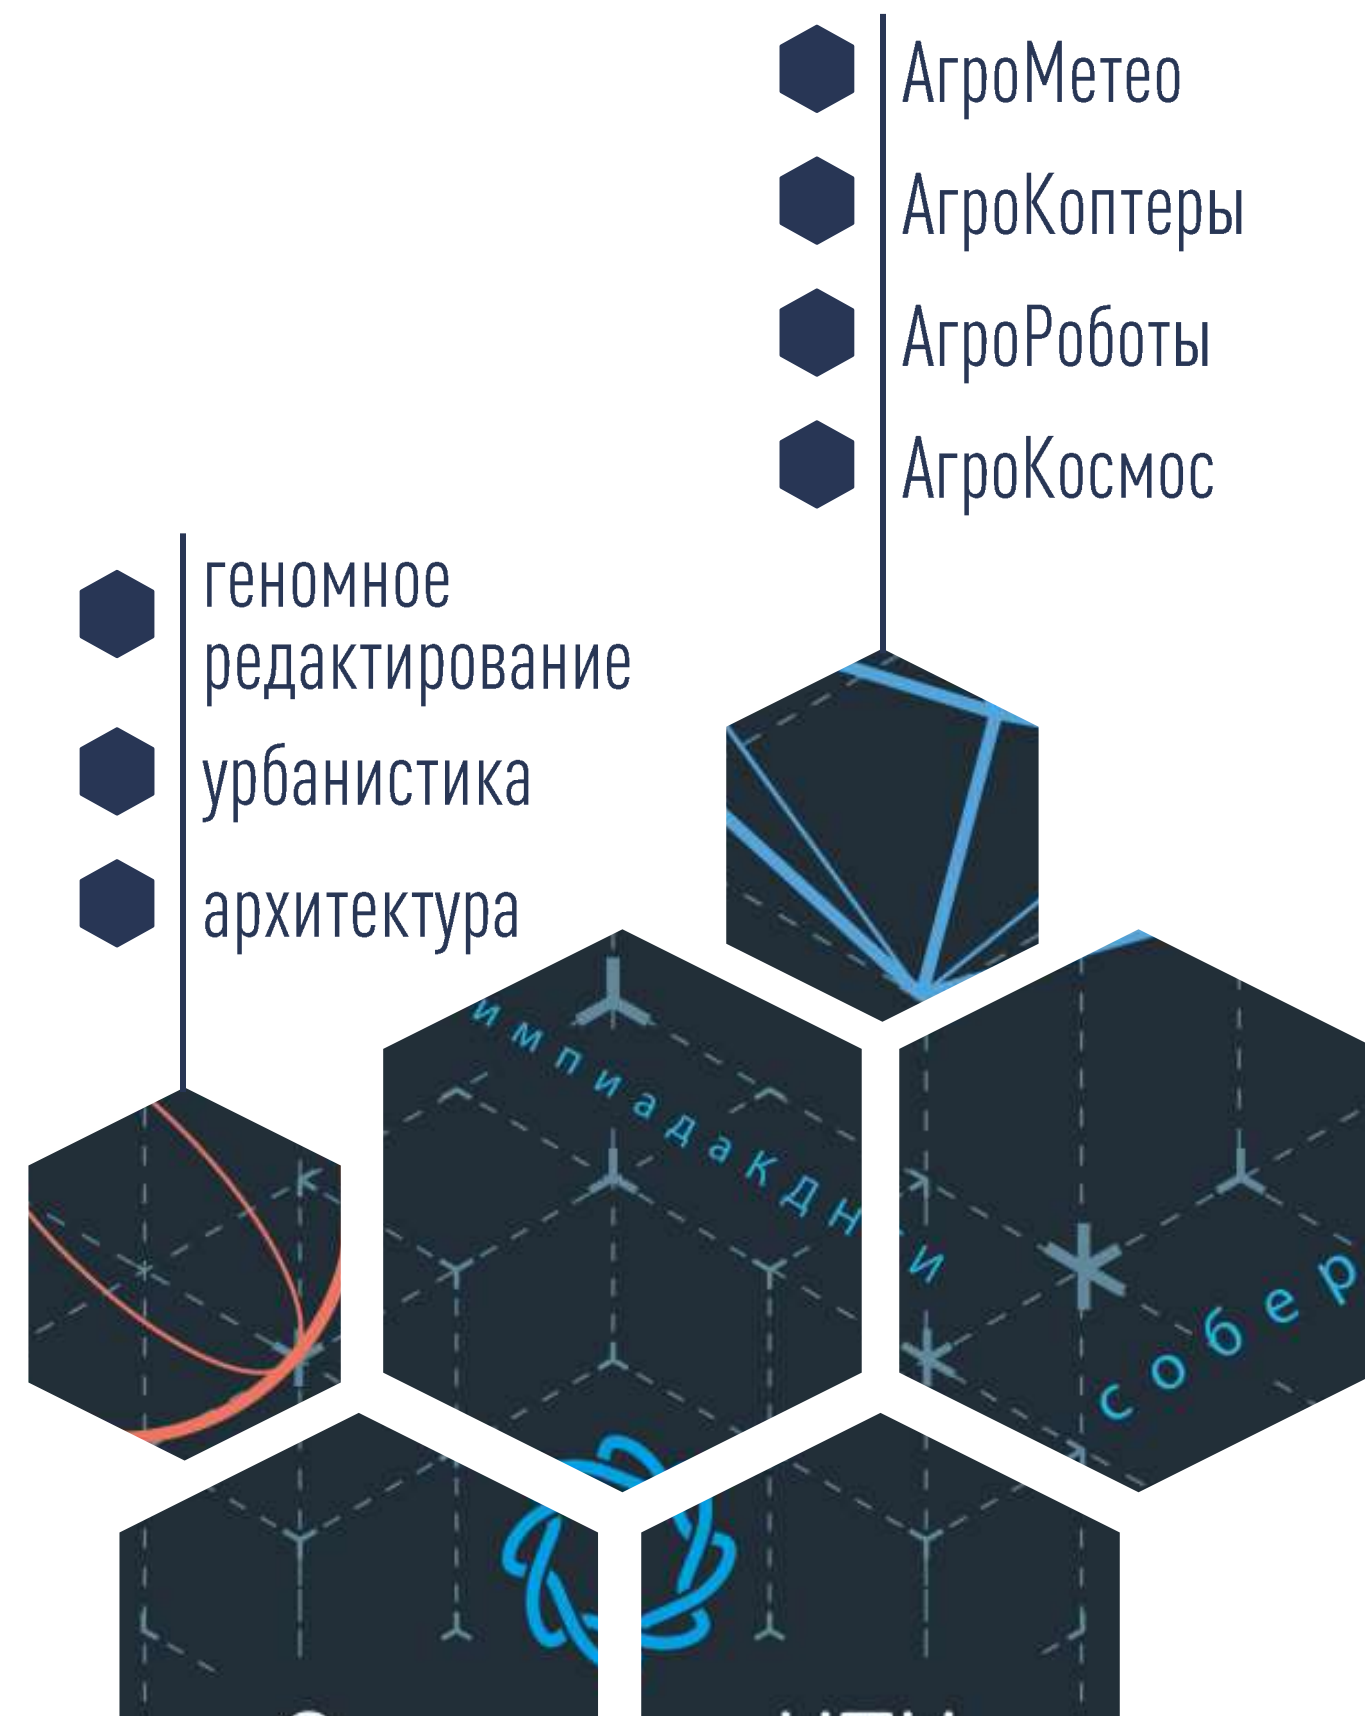 АгроМетео
АгроКоптеры
АгроРоботы
АгроКосмос
геномное
редактирование
урбанистика
архитектура
импиадаКДНИ
собер